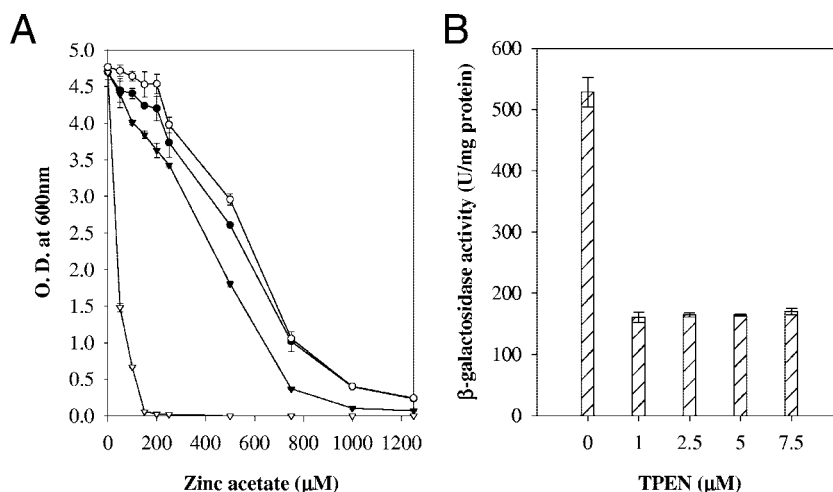 A
O. D. at 600nm
5.0
4.5
4.0
3.5
3.0
2.5
2.0
1.5
1.0
0.5
0.0
0 200 400 600 800 1000 1200
Zinc acetate (μM)
B
β-galactosidase activity (U/mg protein)
600
500
400
300
200
100
0
0 1 2.5 5 7.5
TPEN (μM)